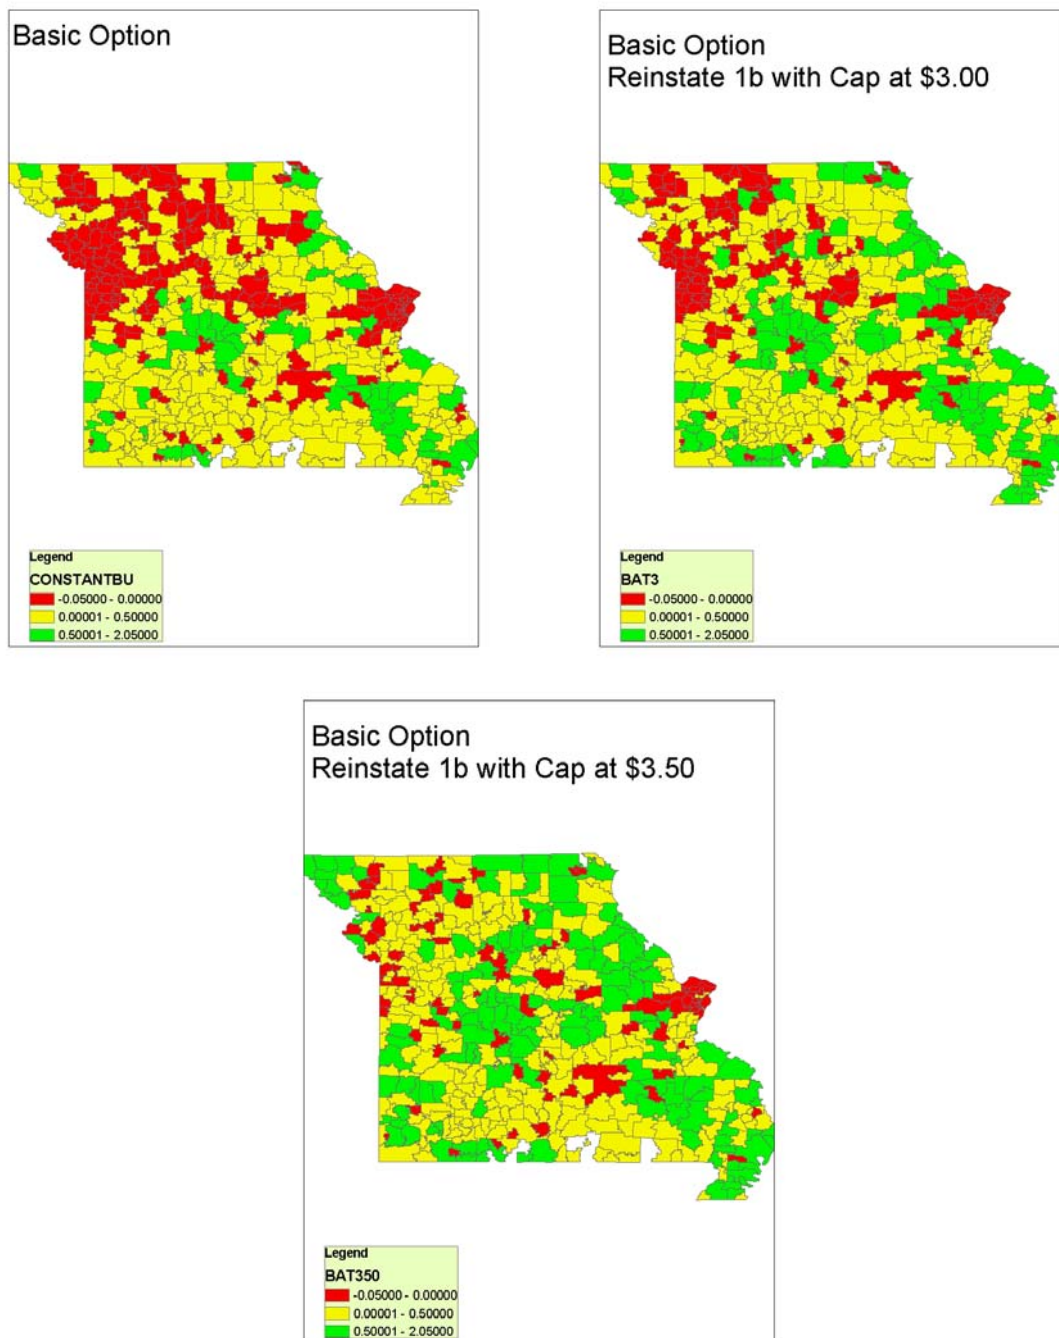 Basic Option
Legend
CONSTANTBU
-0.05000 - 0.00000
0.00001 - 0.50000
0.50001 - 2.05000
Basic Option
Reinstate 1b with Cap at $3.00
Legend
BAT3
-0.05000 - 0.00000
0.00001 - 0.50000
0.50001 - 2.05000
Basic Option
Reinstate 1b with Cap at $3.50
Legend
BAT350
-0.05000 - 0.00000
0.00001 - 0.50000
0.50001 - 2.05000